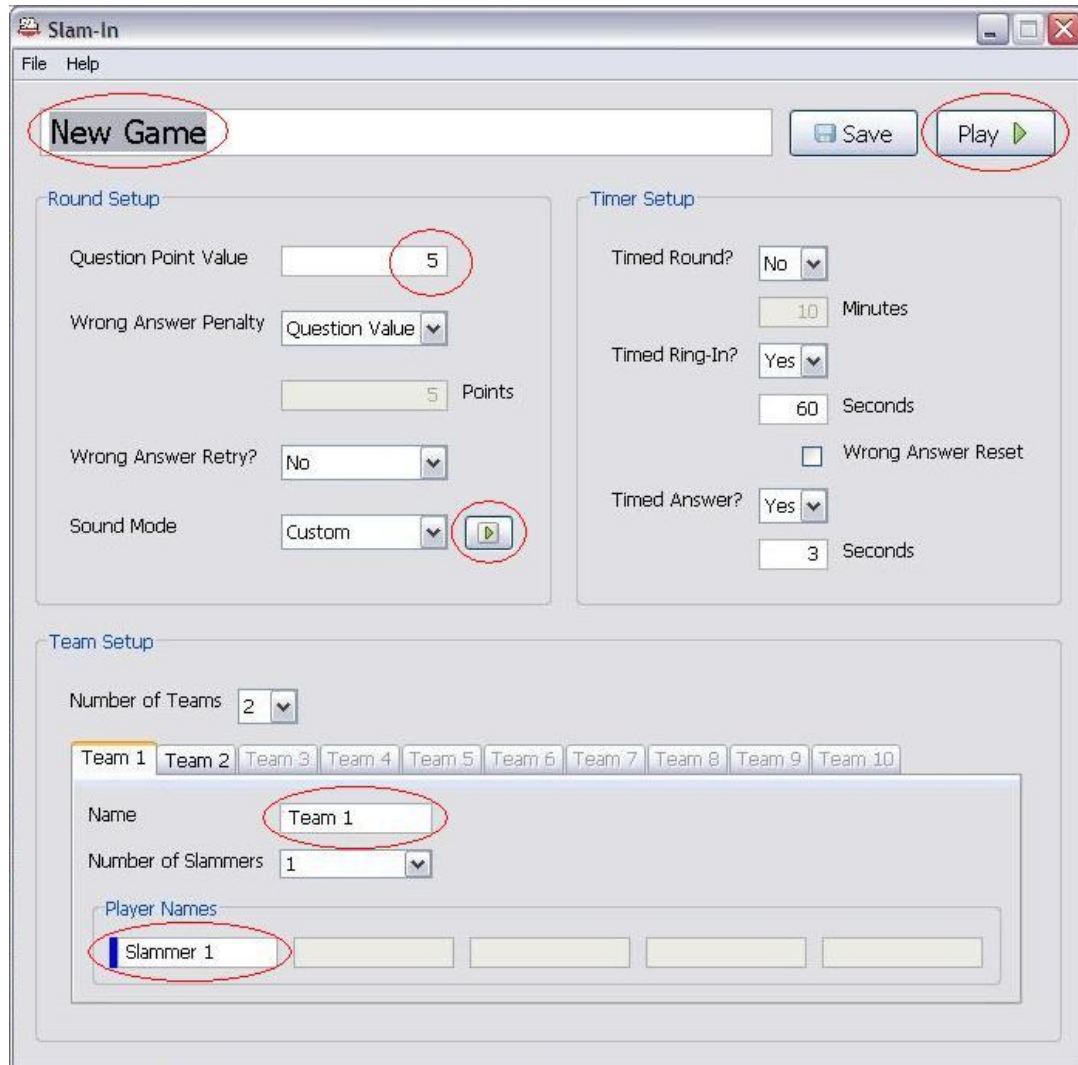 Slam-In
File Help
New Game
Save
Play
Round Setup
Question Point Value 5
Wrong Answer Penalty Question Value
5 Points
Wrong Answer Retry? No
Sound Mode Custom
Timer Setup
Timed Round? No
10 Minutes
Timed Ring-In? Yes
60 Seconds
Wrong Answer Reset
Timed Answer? Yes
3 Seconds
Team Setup
Number of Teams 2
Team 1 Team 2 Team 3 Team 4 Team 5 Team 6 Team 7 Team 8 Team 9 Team 10
Name Team 1
Number of Slammers 1
Player Names
Slammer 1